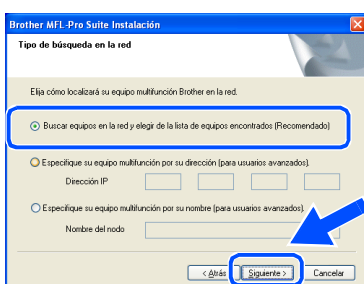 Brother MFL-Pro Suite Instalación
Tipo de búsqueda en la red
Elija cómo localizará su equipo multifunción Brother en la red.
Buscar equipos en la red y elegir de la lista de equipos encontrados (Recomendado)
Especifique su equipo multifunción por su dirección (para usuarios avanzados).
Dirección IP
Especifique su equipo multifunción por su nombre (para usuarios avanzados).
Nombre del nodo
< Atrás
Siguiente >
Cancelar